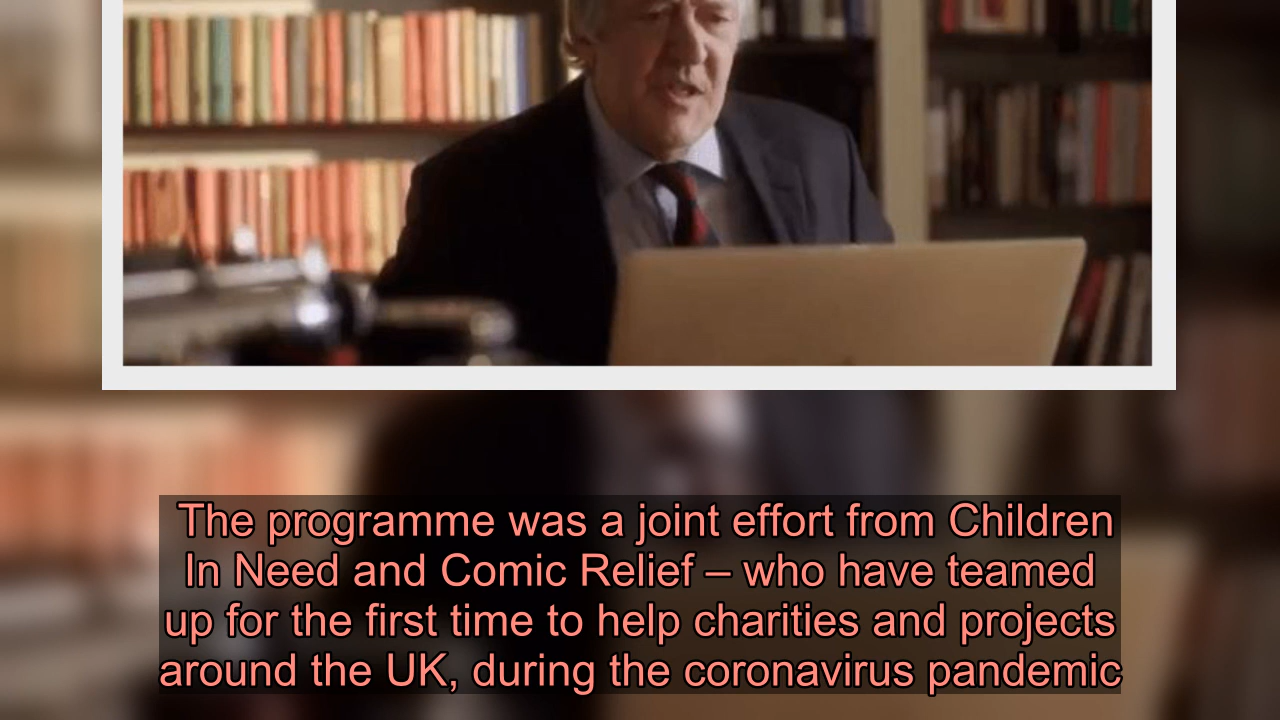 The programme was a joint effort from Children
In Need and Comic Relief – who have teamed
up for the first time to help charities and projects
around the UK, during the coronavirus pandemic